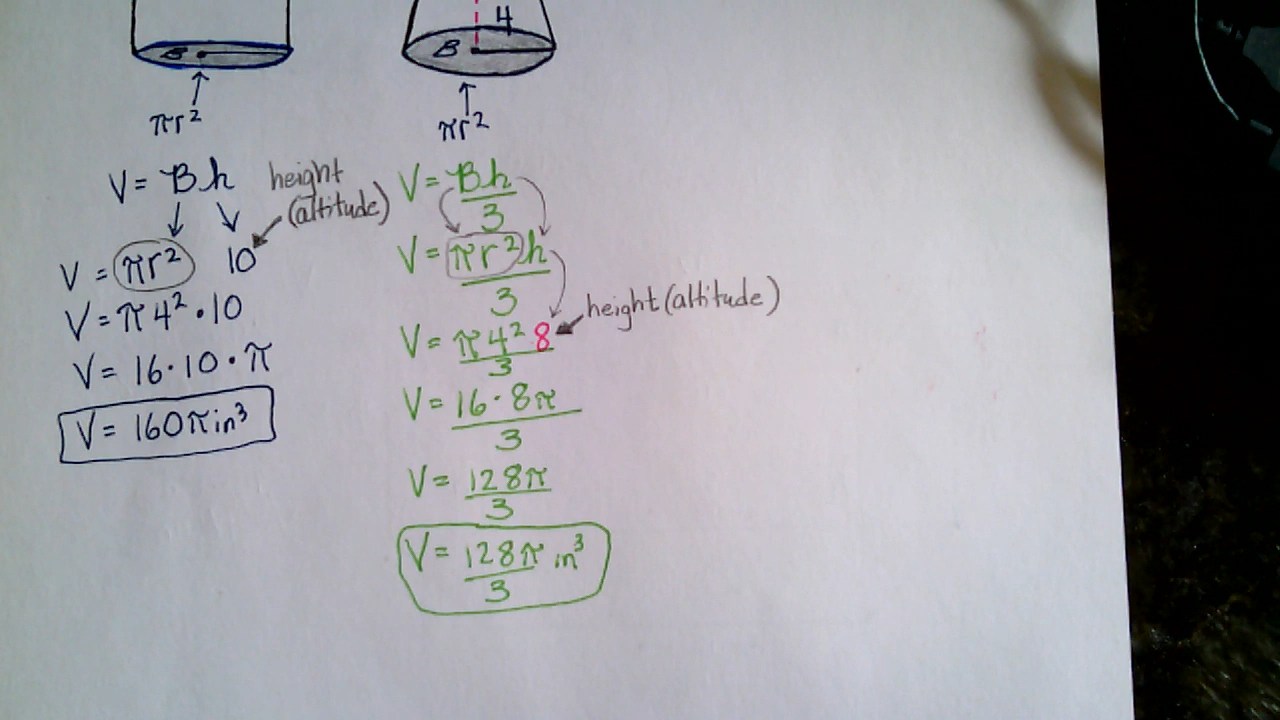 B
πr²
V = Bh
height
(altitude)
V = πr² 10
V = π4² · 10
V = 16 · 10 · π
V = 160π in³
4
B
πr²
V = Bh
3
V = πr²h
3
height (altitude)
V = π4² 8
3
V = 16 · 8π
3
V = 128π
3
V = 128π in³
3